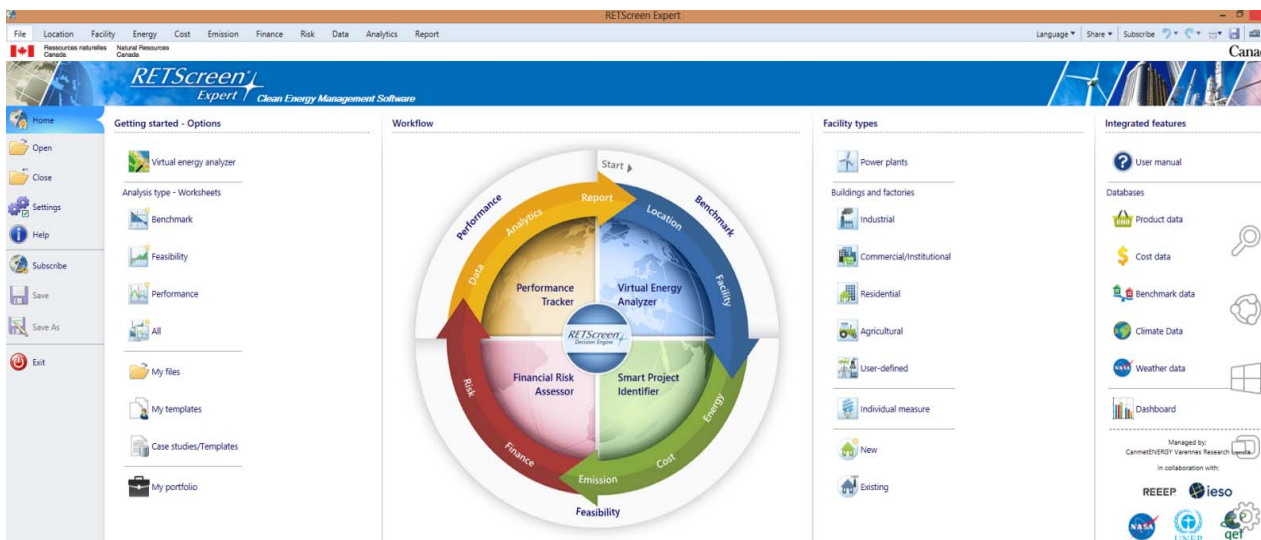 RETScreen Expert
File Location Facility Energy Cost Emission Finance Risk Data Analytics Report Language Share Subscribe
Ressources naturelles Canada
Natural Resources Canada
RETScreen
Expert Clean Energy Management Software
Home
Open
Close
Settings
Help
Subscribe
Save
Save As
Exit
Getting started - Options
Virtual energy analyzer
Analysis type - Worksheets
Benchmark
Feasibility
Performance
All
My files
My templates
Case studies/Templates
My portfolio
Workflow
Start
Performance
Benchmark
Feasibility
Location
Facility
Energy
Cost
Emission
Finance
Risk
Data
Analytics
Report
Performance
Tracker
Virtual Energy
Analyzer
RETScreen
Decision Engine
Financial Risk
Assessor
Smart Project
Identifier
Facility types
Power plants
Buildings and factories
Industrial
Commercial/Institutional
Residential
Agricultural
User-defined
Individual measure
New
Existing
Integrated features
User manual
Databases
Product data
Cost data
Benchmark data
Climate Data
Weather data
Dashboard
Managed by:
CanmetENERGY Varennes Research
In collaboration with:
REEEP ieso
NASA UNEP gef